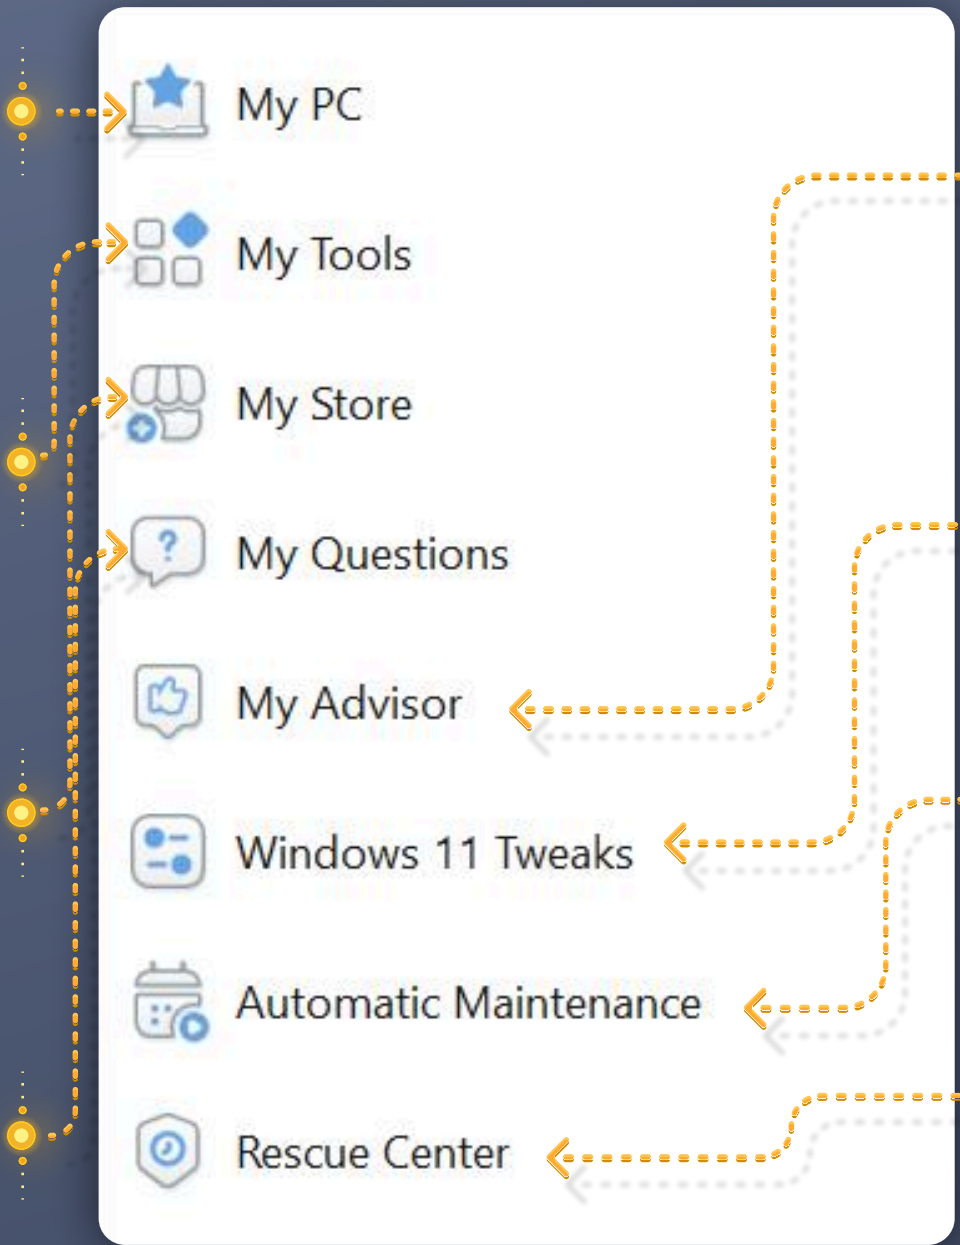 My PC
My Tools
My Store
My Questions
My Advisor
Windows 11 Tweaks
Automatic Maintenance
Rescue Center